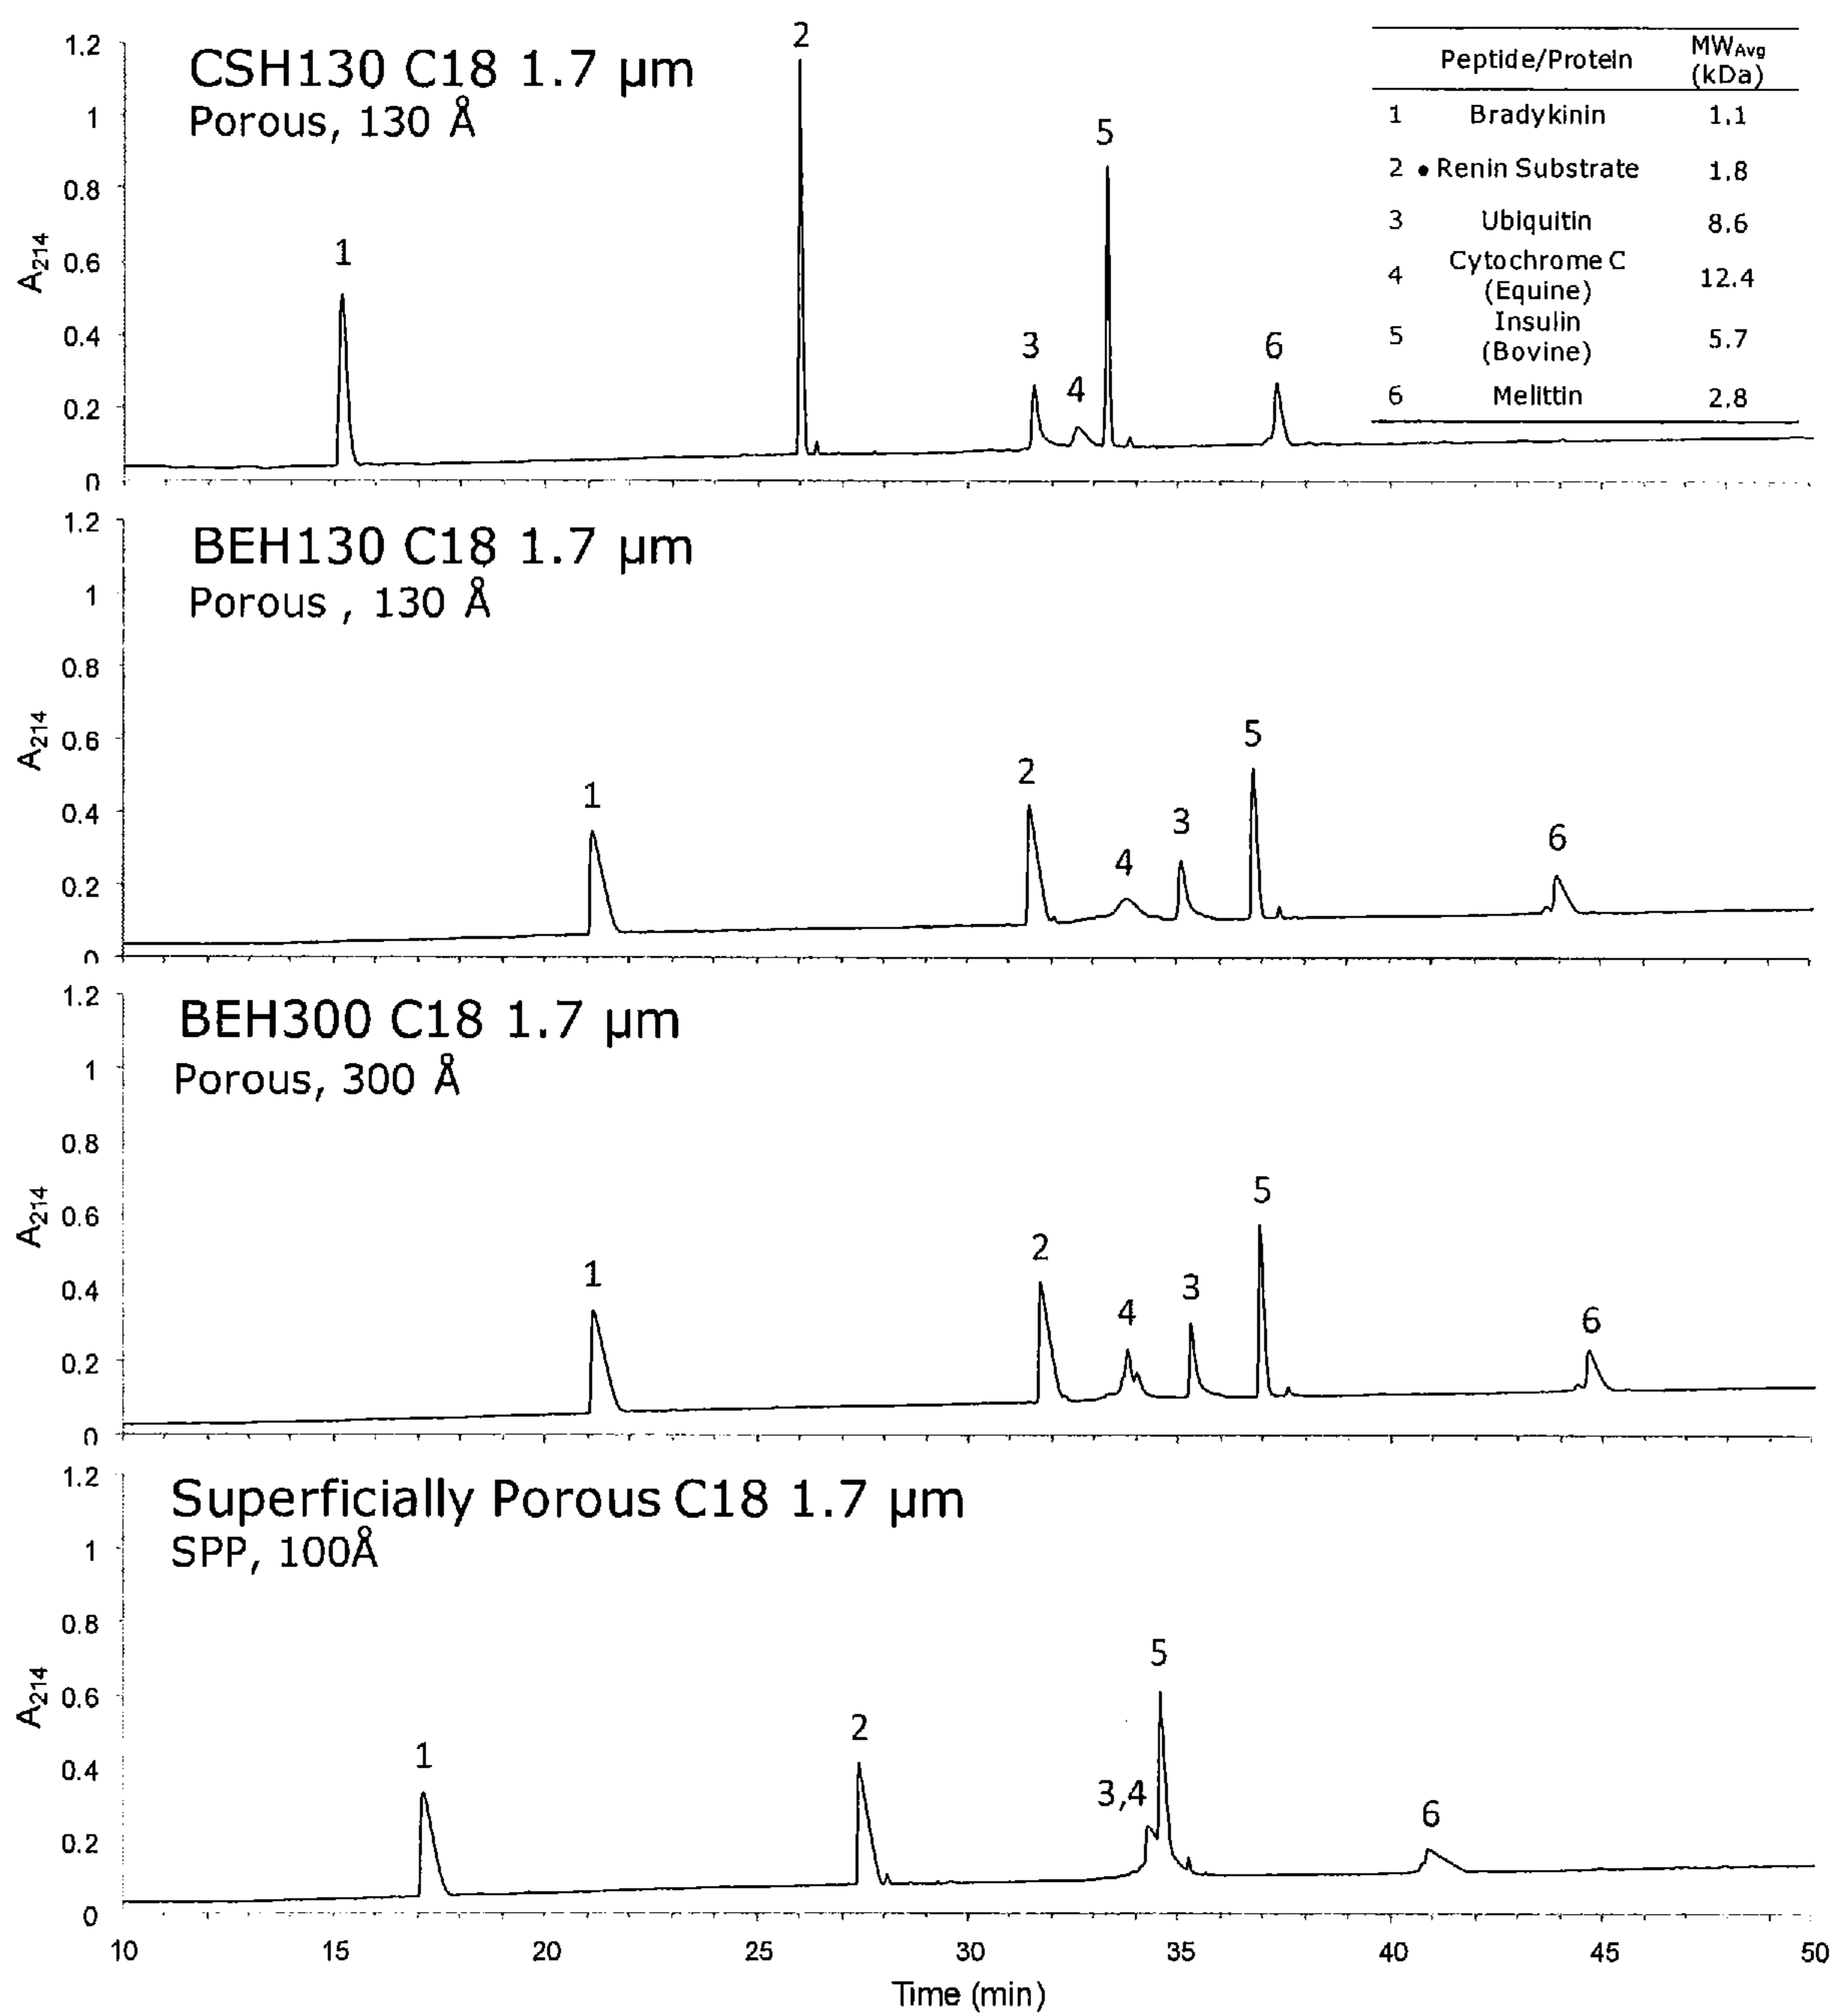 CSH130 C18 1.7 µm
Porous, 130 Å
Peptide/Protein MWAvg (kDa)
1 Bradykinin 1.1
2 • Renin Substrate 1.8
3 Ubiquitin 8.6
4 Cytochrome C (Equine) 12.4
5 Insulin (Bovine) 5.7
6 Melittin 2.8
A214
1.2
1
0.8
0.6
0.4
0.2
0
1
2
3
4
5
6
BEH130 C18 1.7 µm
Porous , 130 Å
A214
1.2
1
0.8
0.6
0.4
0.2
0
1
2
4
3
5
6
BEH300 C18 1.7 µm
Porous, 300 Å
A214
1.2
1
0.8
0.6
0.4
0.2
0
1
2
4
3
5
6
Superficially Porous C18 1.7 µm
SPP, 100Å
A214
1.2
1
0.8
0.6
0.4
0.2
0
1
2
3,4
5
6
10 15 20 25 30 35 40 45 50
Time (min)